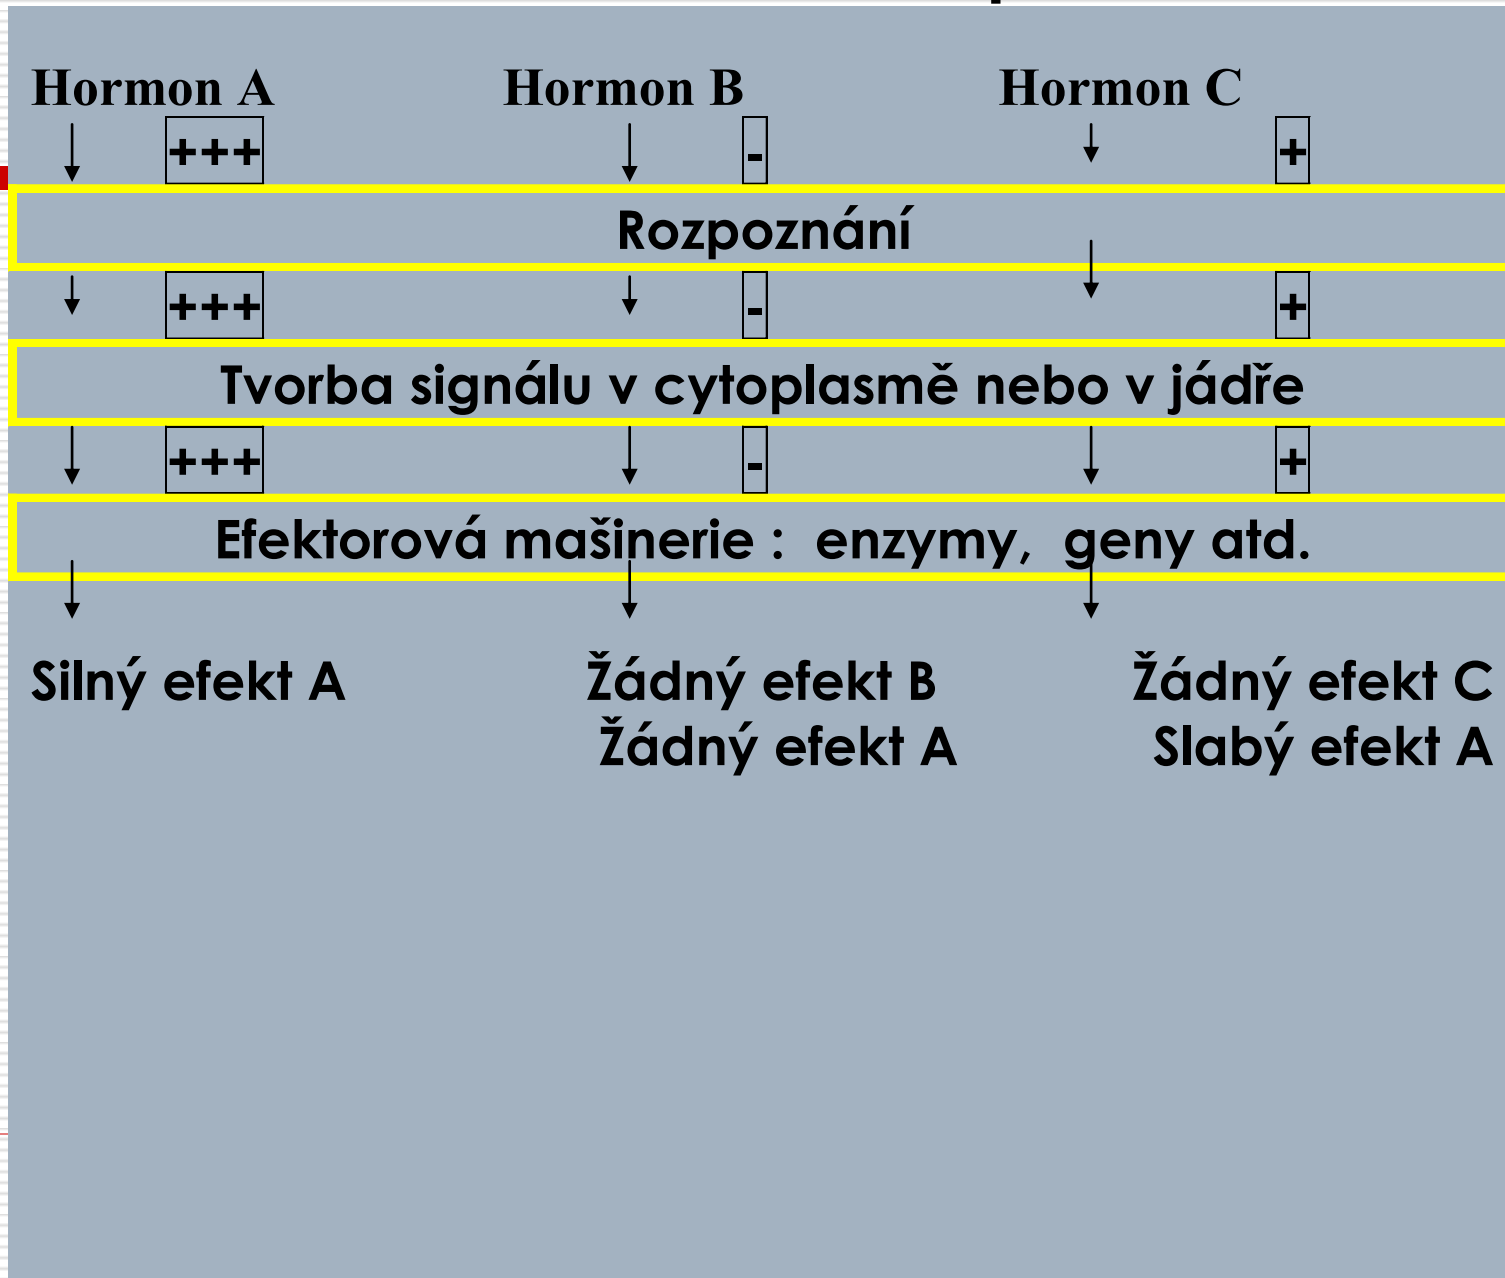 Hormon A Hormon B Hormon C
+++ - +
Rozpoznání
+++ - +
Tvorba signálu v cytoplasmě nebo v jádře
+++ - +
Efektorová mašinerie : enzymy, geny atd.
Silný efekt A Žádný efekt B Žádný efekt C
Žádný efekt A Slabý efekt A